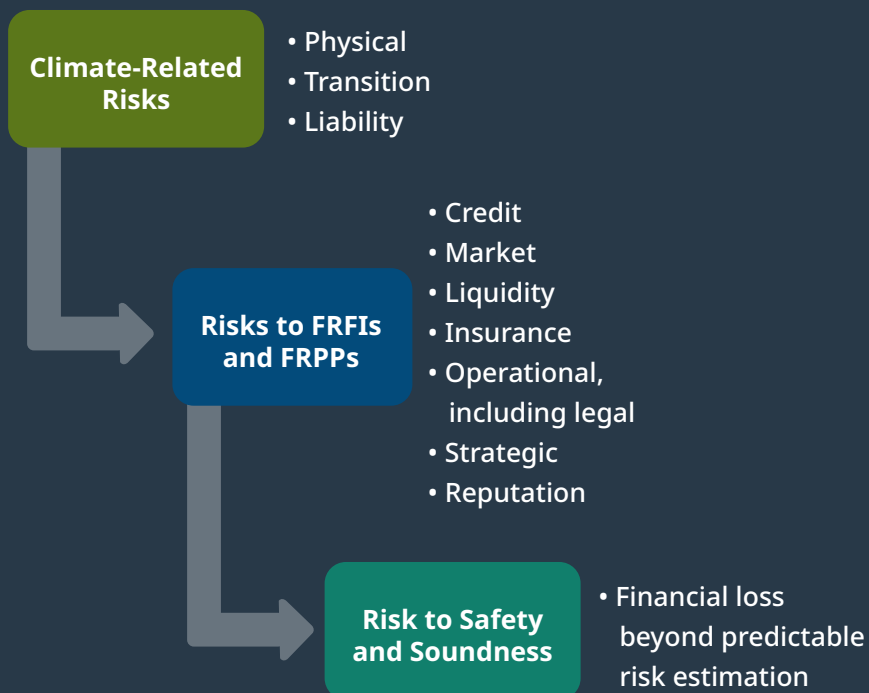 Climate-Related
Risks
• Physical
• Transition
• Liability
Risks to FRFIs
and FRPPs
• Credit
• Market
• Liquidity
• Insurance
• Operational,
including legal
• Strategic
• Reputation
Risk to Safety
and Soundness
• Financial loss
beyond predictable
risk estimation